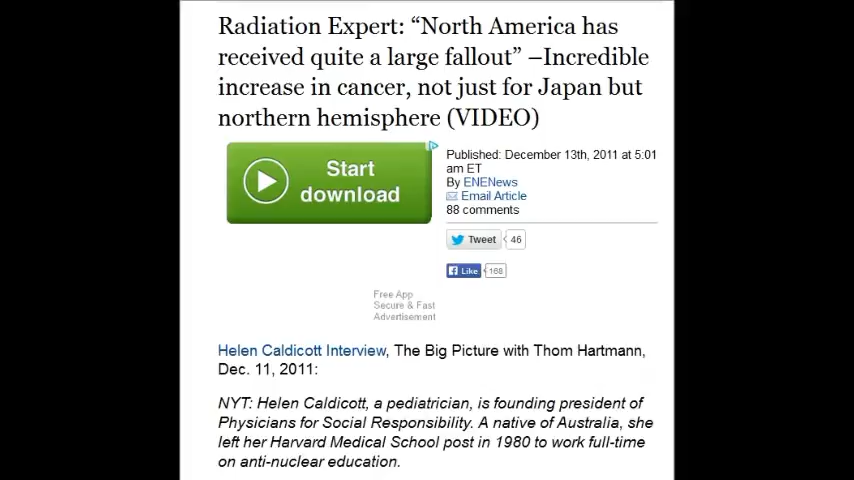 Radiation Expert: “North America has
received quite a large fallout” –Incredible
increase in cancer, not just for Japan but
northern hemisphere (VIDEO)
Start
download
Published: December 13th, 2011 at 5:01
am ET
By ENENews
Email Article
88 comments
Tweet 46
Like 168
Free App
Secure & Fast
Advertisement
Helen Caldicott Interview, The Big Picture with Thom Hartmann,
Dec. 11, 2011:
NYT: Helen Caldicott, a pediatrician, is founding president of
Physicians for Social Responsibility. A native of Australia, she
left her Harvard Medical School post in 1980 to work full-time
on anti-nuclear education.